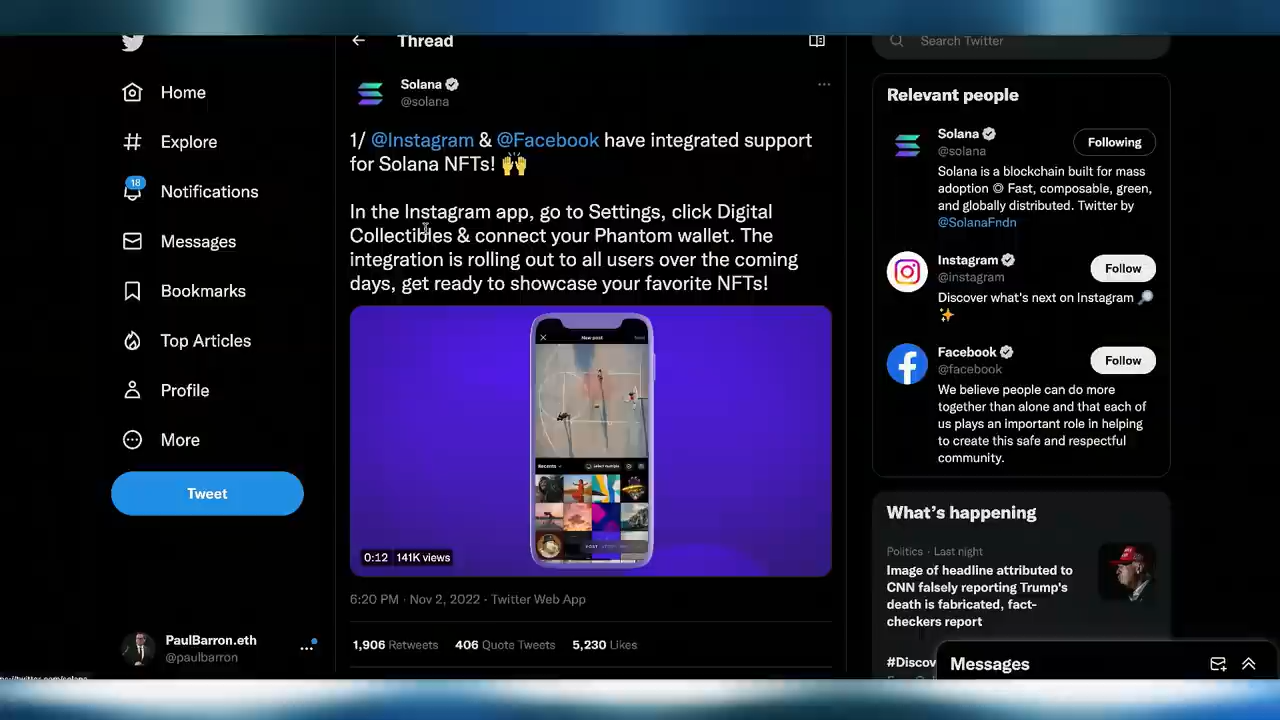 Thread
Search Twitter
Home
Explore
18
Notifications
Messages
Bookmarks
Top Articles
Profile
More
Tweet
PaulBarron.eth
@paulbarron
Solana
@solana
1/ @Instagram & @Facebook have integrated support
for Solana NFTs! 🙌
In the Instagram app, go to Settings, click Digital
Collectibles & connect your Phantom wallet. The
integration is rolling out to all users over the coming
days, get ready to showcase your favorite NFTs!
New post
Recents
Select multiple
POST
0:12 141K views
6:20 PM · Nov 2, 2022 · Twitter Web App
1,906 Retweets 406 Quote Tweets 5,230 Likes
Relevant people
Solana
@solana
Following
Solana is a blockchain built for mass
adoption ◎ Fast, composable, green,
and globally distributed. Twitter by
@SolanaFndn
Instagram
@instagram
Follow
Discover what's next on Instagram 🔎
✨
Facebook
@facebook
Follow
We believe people can do more
together than alone and that each of
us plays an important role in helping
to create this safe and respectful
community.
What's happening
Politics · Last night
Image of headline attributed to
CNN falsely reporting Trump's
death is fabricated, fact-
checkers report
#Discov
Messages